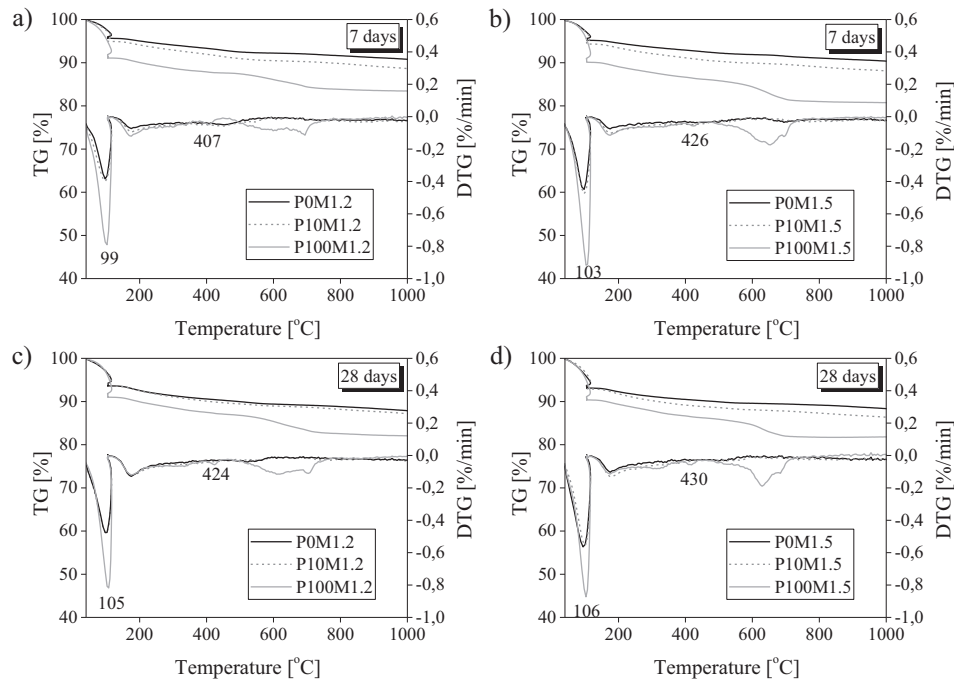 a)
7 days
TG [%]
100
90
80
70
60
50
40
0,6
0,4
0,2
0,0
-0,2
-0,4
-0,6
-0,8
-1,0
DTG [%/min]
407
99
P0M1.2
P10M1.2
P100M1.2
200 400 600 800 1000
Temperature [°C]
b)
7 days
TG [%]
100
90
80
70
60
50
40
0,6
0,4
0,2
0,0
-0,2
-0,4
-0,6
-0,8
-1,0
DTG [%/min]
426
103
P0M1.5
P10M1.5
P100M1.5
200 400 600 800 1000
Temperature [°C]
c)
28 days
TG [%]
100
90
80
70
60
50
40
0,6
0,4
0,2
0,0
-0,2
-0,4
-0,6
-0,8
-1,0
DTG [%/min]
424
105
P0M1.2
P10M1.2
P100M1.2
200 400 600 800 1000
Temperature [°C]
d)
28 days
TG [%]
100
90
80
70
60
50
40
0,6
0,4
0,2
0,0
-0,2
-0,4
-0,6
-0,8
-1,0
DTG [%/min]
430
106
P0M1.5
P10M1.5
P100M1.5
200 400 600 800 1000
Temperature [°C]